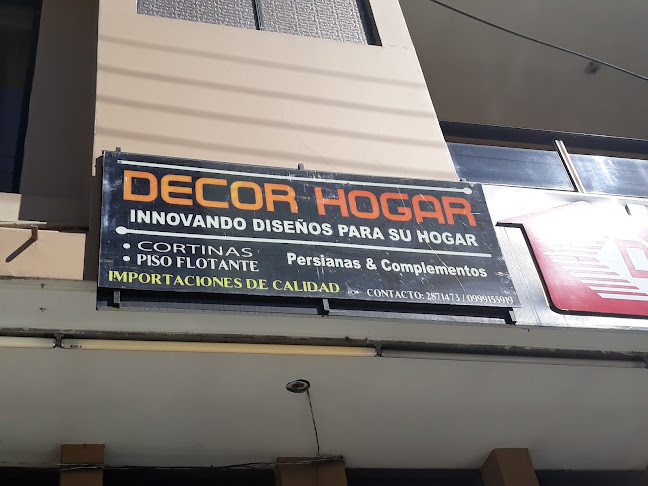 DECOR HOGAR
INNOVANDO DISEÑOS PARA SU HOGAR
• CORTINAS
• PISO FLOTANTE
Persianas & Complementos
IMPORTACIONES DE CALIDAD
CONTACTO: 2871473 / 0999155919